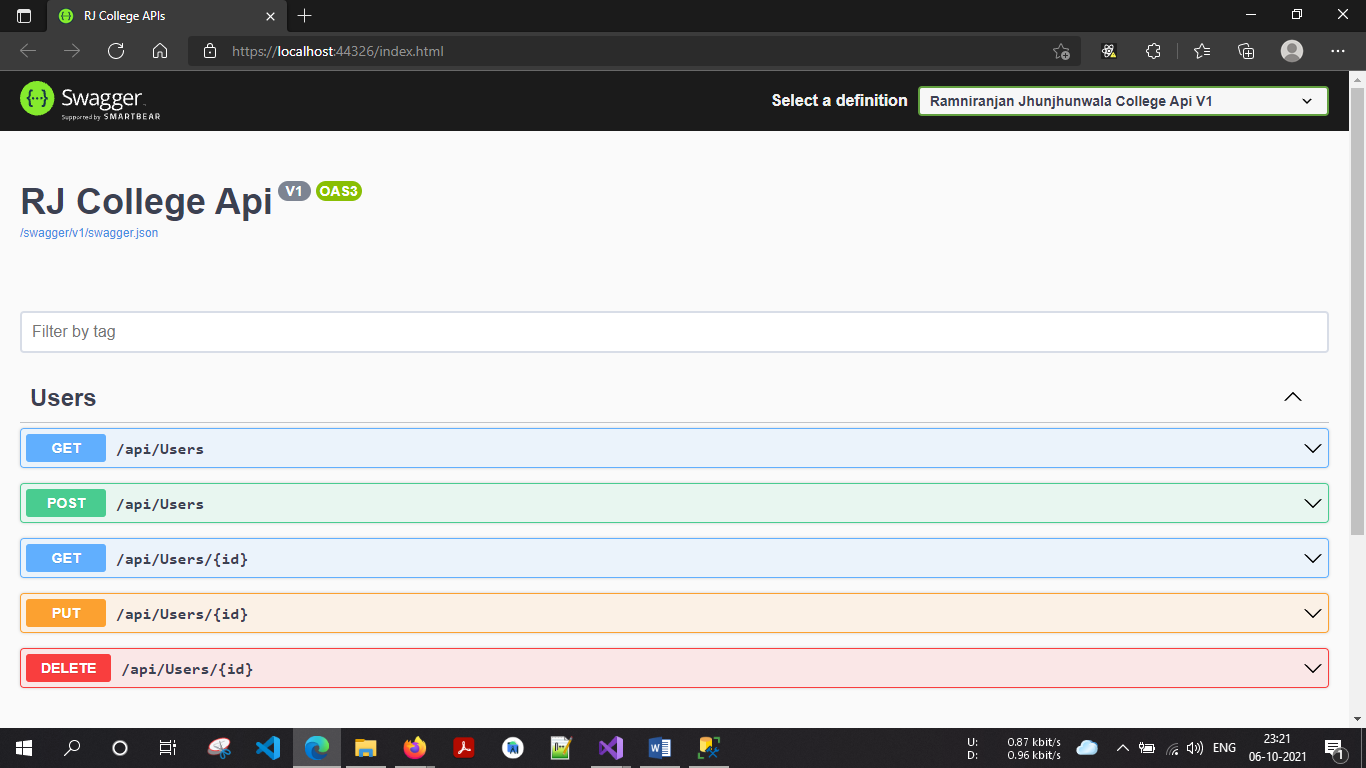 RJ College APIs
https://localhost:44326/index.html
Swagger
Supported by SMARTBEAR
Select a definition
Ramniranjan Jhunjhunwala College Api V1
RJ College Api V1 OAS3
/swagger/v1/swagger.json
Filter by tag
Users
GET /api/Users
POST /api/Users
GET /api/Users/{id}
PUT /api/Users/{id}
DELETE /api/Users/{id}
U: 0.87 kbit/s
D: 0.96 kbit/s
ENG
23:21
06-10-2021
1